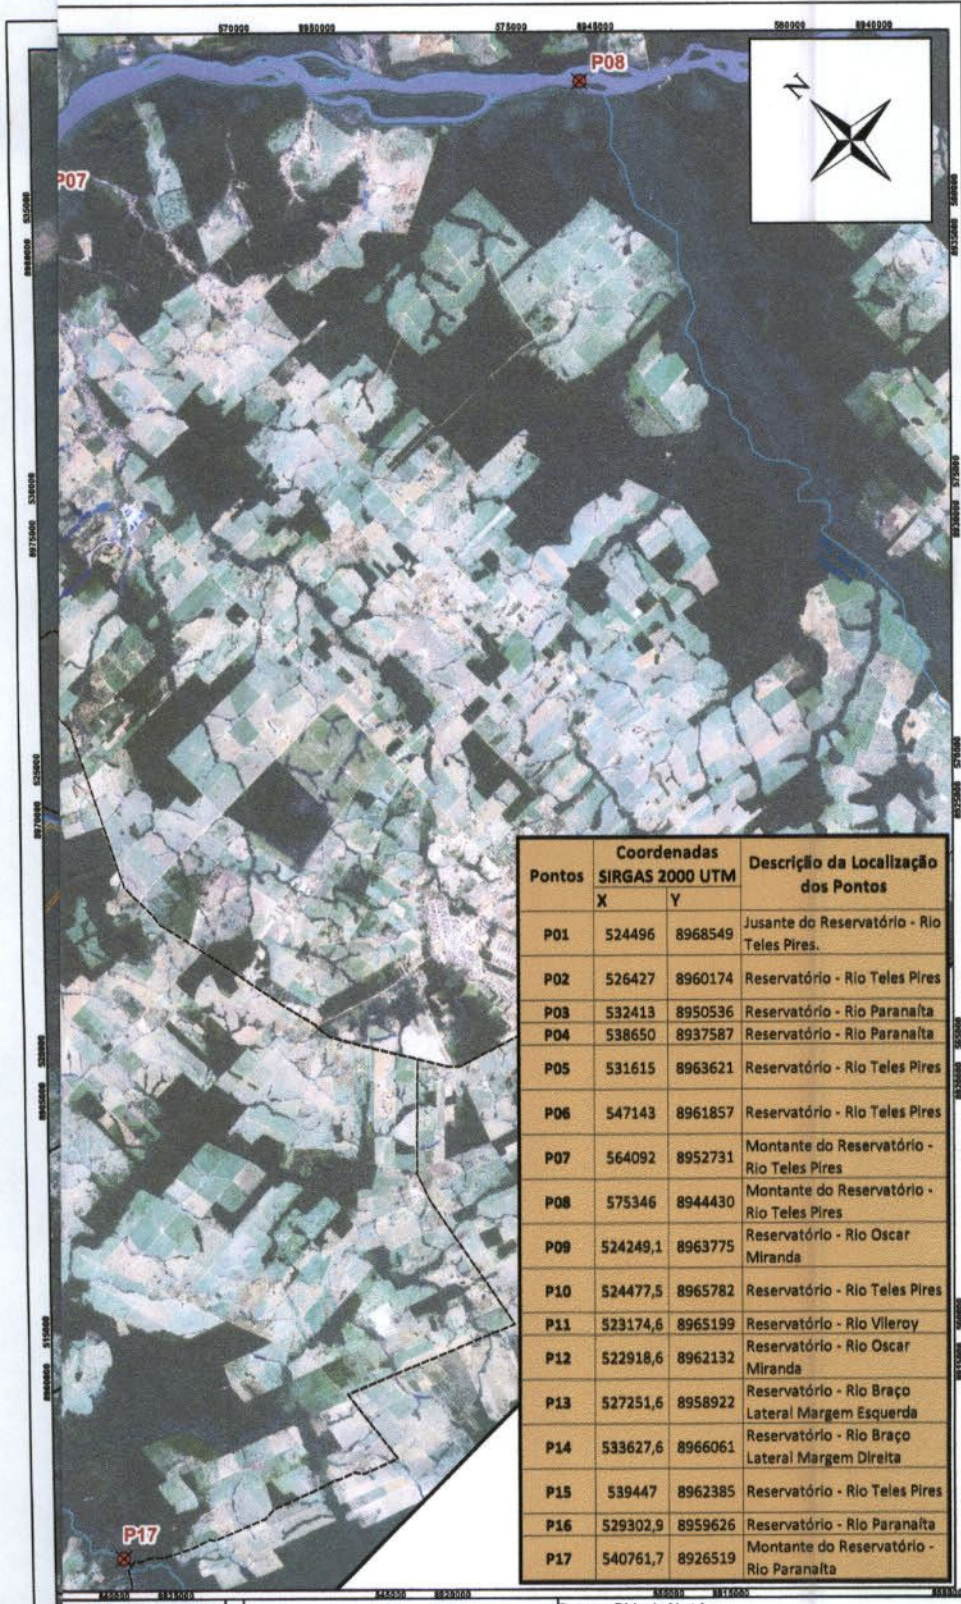 570000 8950000 575000 8945000 580000 8940000
P08
N
P07
Pontos
Coordenadas
SIRGAS 2000 UTM
X Y
Descrição da Localização
dos Pontos
P01 524496 8968549 Jusante do Reservatório - Rio
Teles Pires.
P02 526427 8960174 Reservatório - Rio Teles Pires
P03 532413 8950536 Reservatório - Rio Paranaíta
P04 538650 8937587 Reservatório - Rio Paranaíta
P05 531615 8963621 Reservatório - Rio Teles Pires
P06 547143 8961857 Reservatório - Rio Teles Pires
P07 564092 8952731 Montante do Reservatório -
Rio Teles Pires
P08 575346 8944430 Montante do Reservatório -
Rio Teles Pires
P09 524249,1 8963775 Reservatório - Rio Oscar
Miranda
P10 524477,5 8965782 Reservatório - Rio Teles Pires
P11 523174,6 8965199 Reservatório - Rio Vileroy
P12 522918,6 8962132 Reservatório - Rio Oscar
Miranda
P13 527251,6 8958922 Reservatório - Rio Braço
Lateral Margem Esquerda
P14 533627,6 8966061 Reservatório - Rio Braço
Lateral Margem Direita
P15 539447 8962385 Reservatório - Rio Teles Pires
P16 529302,9 8959626 Reservatório - Rio Paranaíta
P17 540761,7 8926519 Montante do Reservatório -
Rio Paranaíta
P17